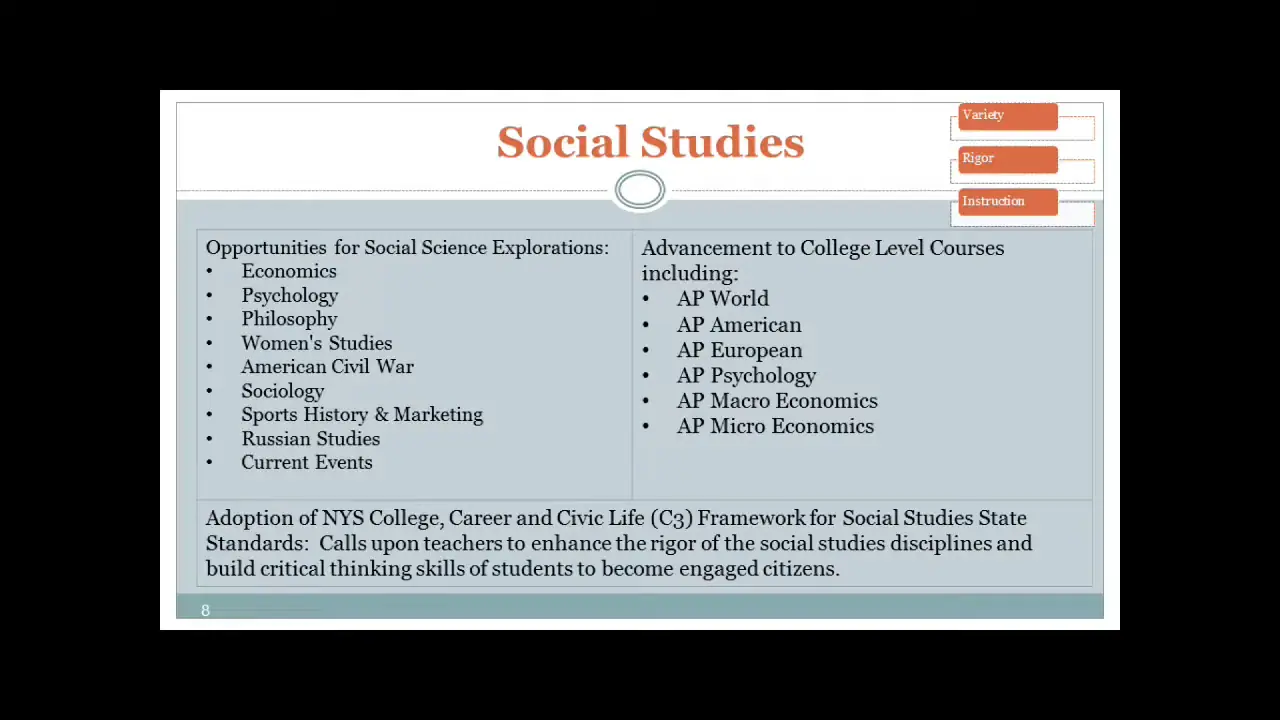 Social Studies
Variety
Rigor
Instruction
Opportunities for Social Science Explorations:
• Economics
• Psychology
• Philosophy
• Women's Studies
• American Civil War
• Sociology
• Sports History & Marketing
• Russian Studies
• Current Events
Advancement to College Level Courses
including:
• AP World
• AP American
• AP European
• AP Psychology
• AP Macro Economics
• AP Micro Economics
Adoption of NYS College, Career and Civic Life (C3) Framework for Social Studies State
Standards: Calls upon teachers to enhance the rigor of the social studies disciplines and
build critical thinking skills of students to become engaged citizens.
8